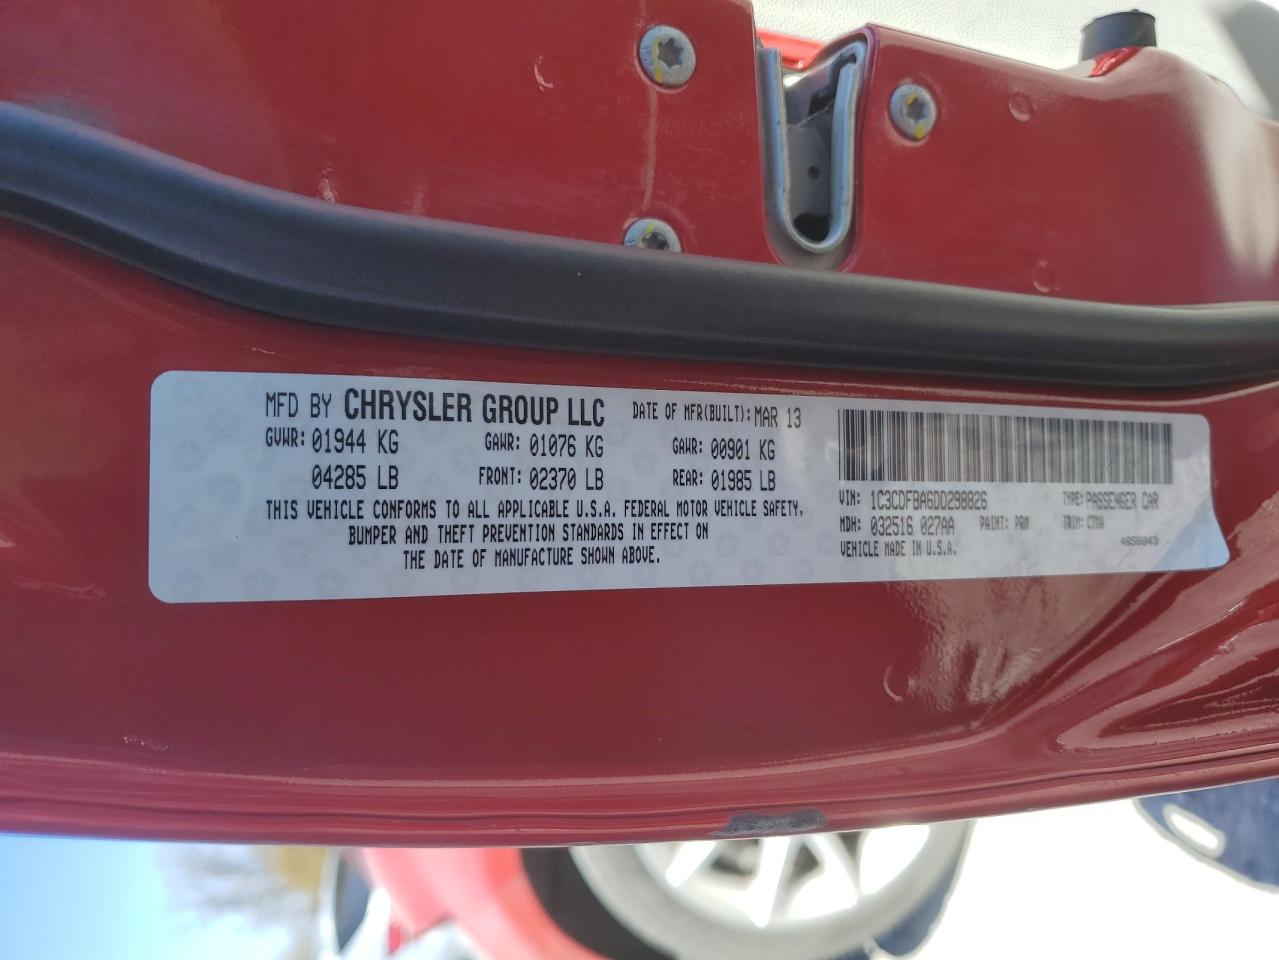 MFD BY CHRYSLER GROUP LLC DATE OF MFR(BUILT): MAR 13
GVWR: 01944 KG GAWR: 01076 KG GAWR: 00901 KG
04285 LB FRONT: 02370 LB REAR: 01985 LB
THIS VEHICLE CONFORMS TO ALL APPLICABLE U.S.A. FEDERAL MOTOR VEHICLE SAFETY,
BUMPER AND THEFT PREVENTION STANDARDS IN EFFECT ON
THE DATE OF MANUFACTURE SHOWN ABOVE.
VIN: 1C3CDFBA6DD298826 TYPE: PASSENGER CAR
MDH: 032516 027AA PAINT: PRM TRIM: C7XA
VEHICLE MADE IN U.S.A.